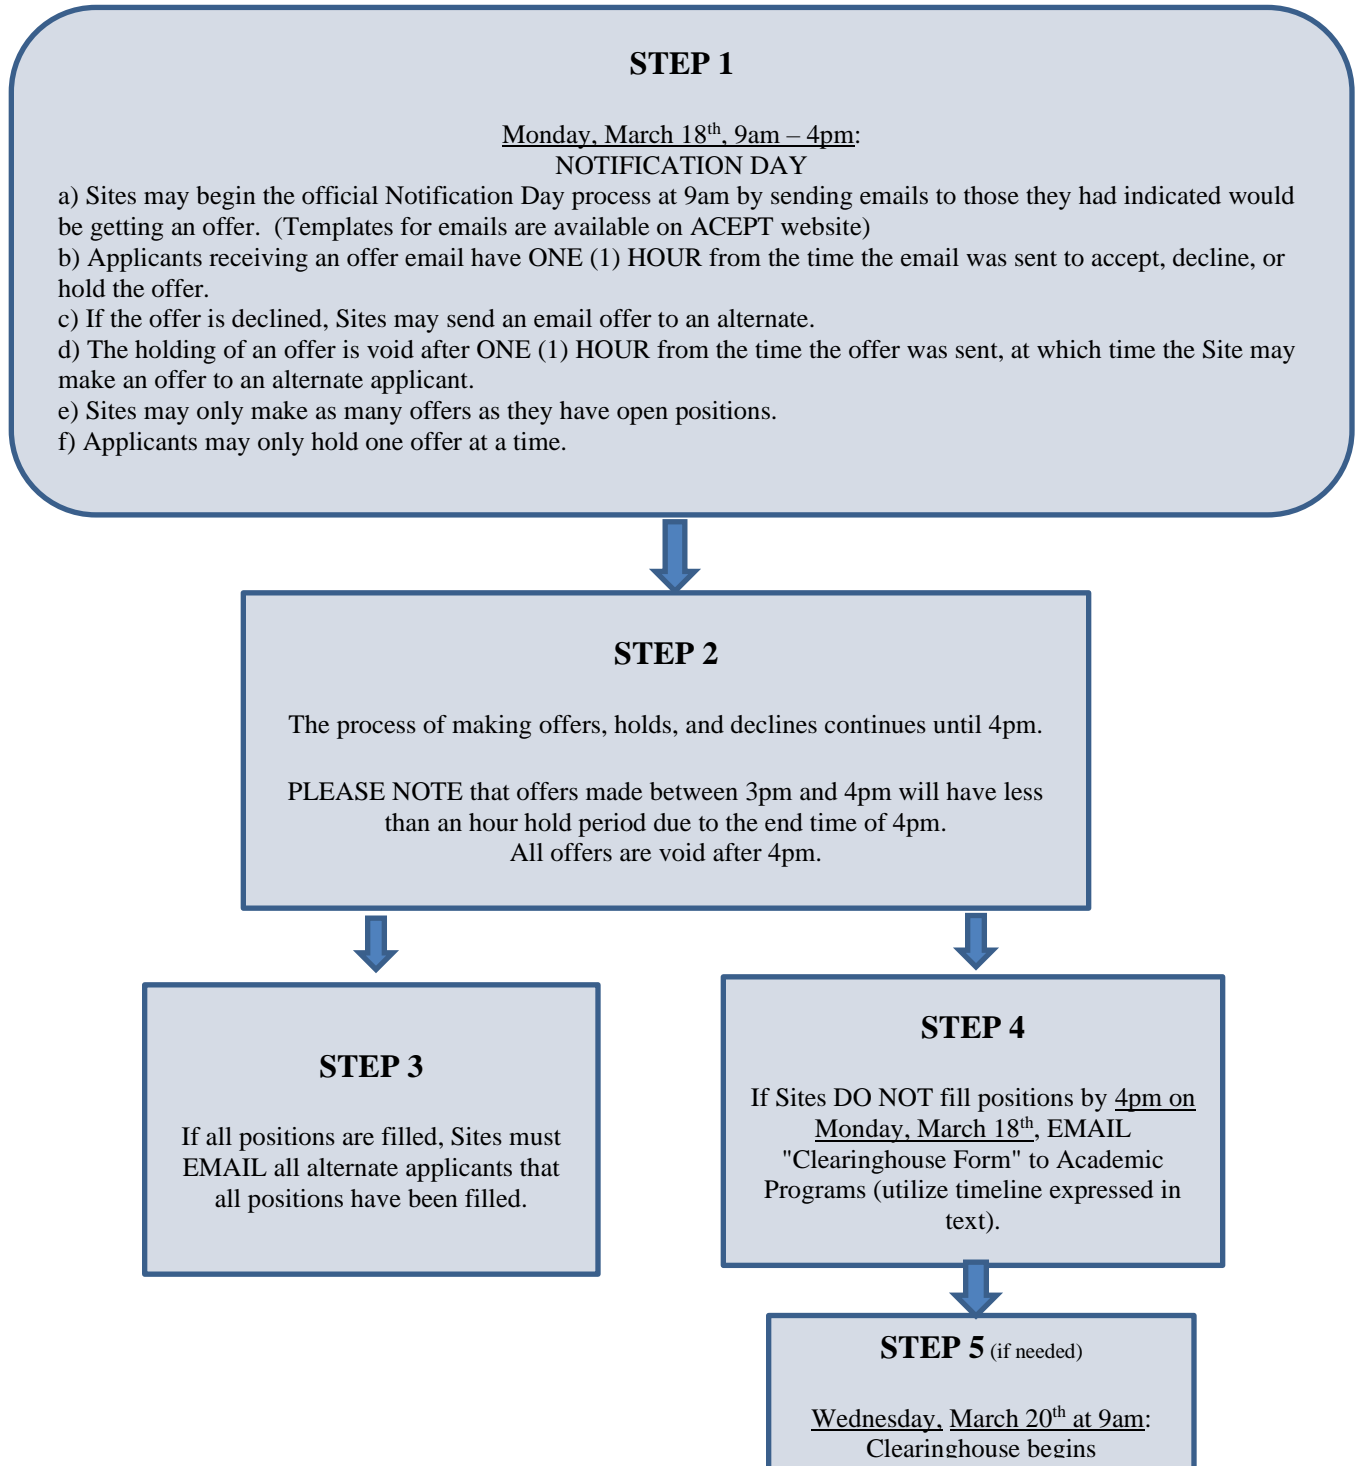 STEP 1
Monday, March 18th, 9am – 4pm:
NOTIFICATION DAY
a) Sites may begin the official Notification Day process at 9am by sending emails to those they had indicated would
be getting an offer.  (Templates for emails are available on ACEPT website)
b) Applicants receiving an offer email have ONE (1) HOUR from the time the email was sent to accept, decline, or
hold the offer.
c) If the offer is declined, Sites may send an email offer to an alternate.
d) The holding of an offer is void after ONE (1) HOUR from the time the offer was sent, at which time the Site may
make an offer to an alternate applicant.
e) Sites may only make as many offers as they have open positions.
f) Applicants may only hold one offer at a time.
STEP 2
The process of making offers, holds, and declines continues until 4pm.
PLEASE NOTE that offers made between 3pm and 4pm will have less
than an hour hold period due to the end time of 4pm.
All offers are void after 4pm.
STEP 3
If all positions are filled, Sites must
EMAIL all alternate applicants that
all positions have been filled.
STEP 4
If Sites DO NOT fill positions by 4pm on
Monday, March 18th, EMAIL
"Clearinghouse Form" to Academic
Programs (utilize timeline expressed in
text).
STEP 5 (if needed)
Wednesday, March 20th at 9am:
Clearinghouse begins